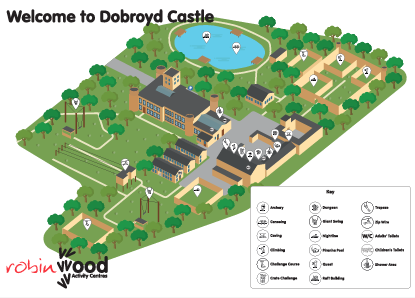 Welcome to Dobroyd Castle
Key
Archery
Canoeing
Caving
Climbing
Challenge Course
Crate Challenge
Dungeon
Giant Swing
Nightline
Piranha Pool
Quest
Raft Building
Trapeze
Zip Wire
W/C Adults' Toilets
W/C Children's Toilets
Shower Area
robinwood
Activity Centres